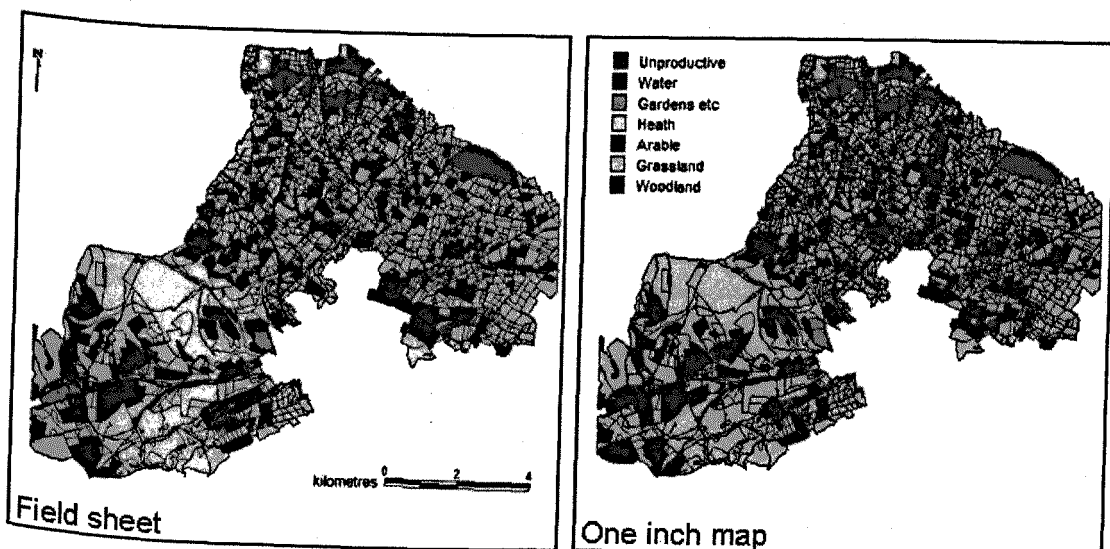 N
kilometres 0 2 4
Field sheet
Unproductive
Water
Gardens etc
Heath
Arable
Grassland
Woodland
One inch map